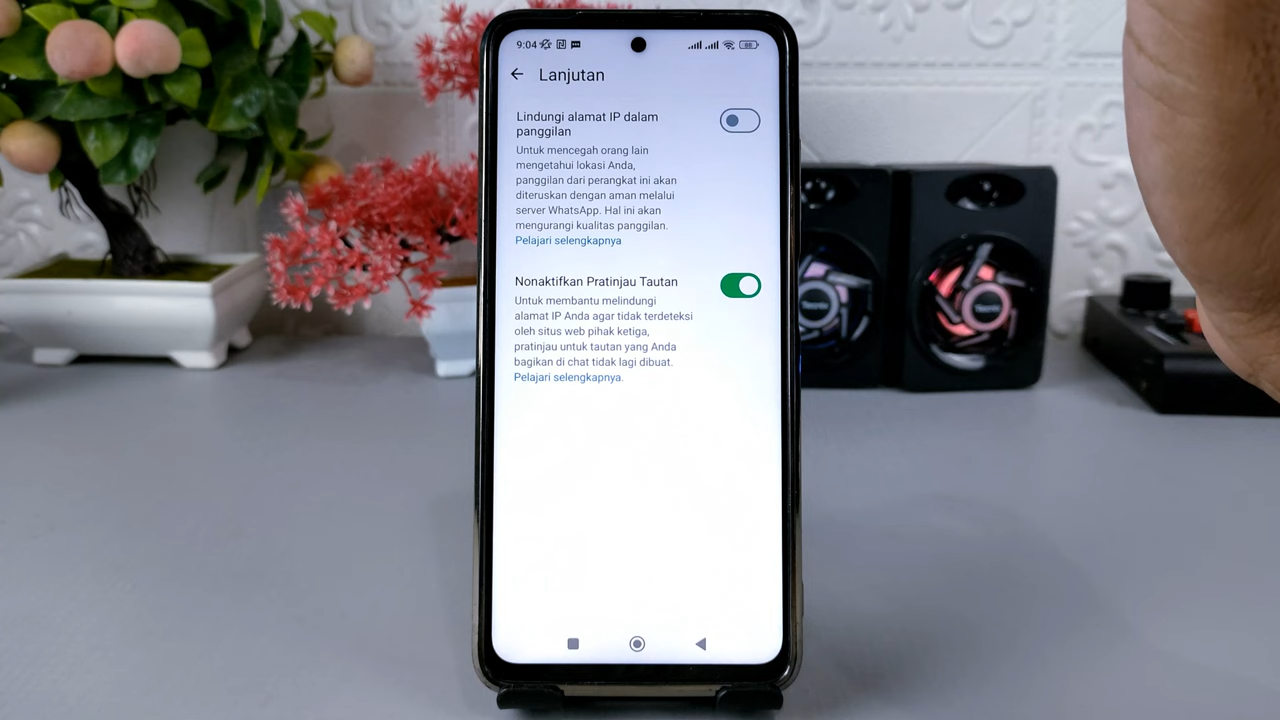 9:04
88
Lanjutan
Lindungi alamat IP dalam
panggilan
Untuk mencegah orang lain
mengetahui lokasi Anda,
panggilan dari perangkat ini akan
diteruskan dengan aman melalui
server WhatsApp. Hal ini akan
mengurangi kualitas panggilan.
Pelajari selengkapnya
Nonaktifkan Pratinjau Tautan
Untuk membantu melindungi
alamat IP Anda agar tidak terdeteksi
oleh situs web pihak ketiga,
pratinjau untuk tautan yang Anda
bagikan di chat tidak lagi dibuat.
Pelajari selengkapnya.